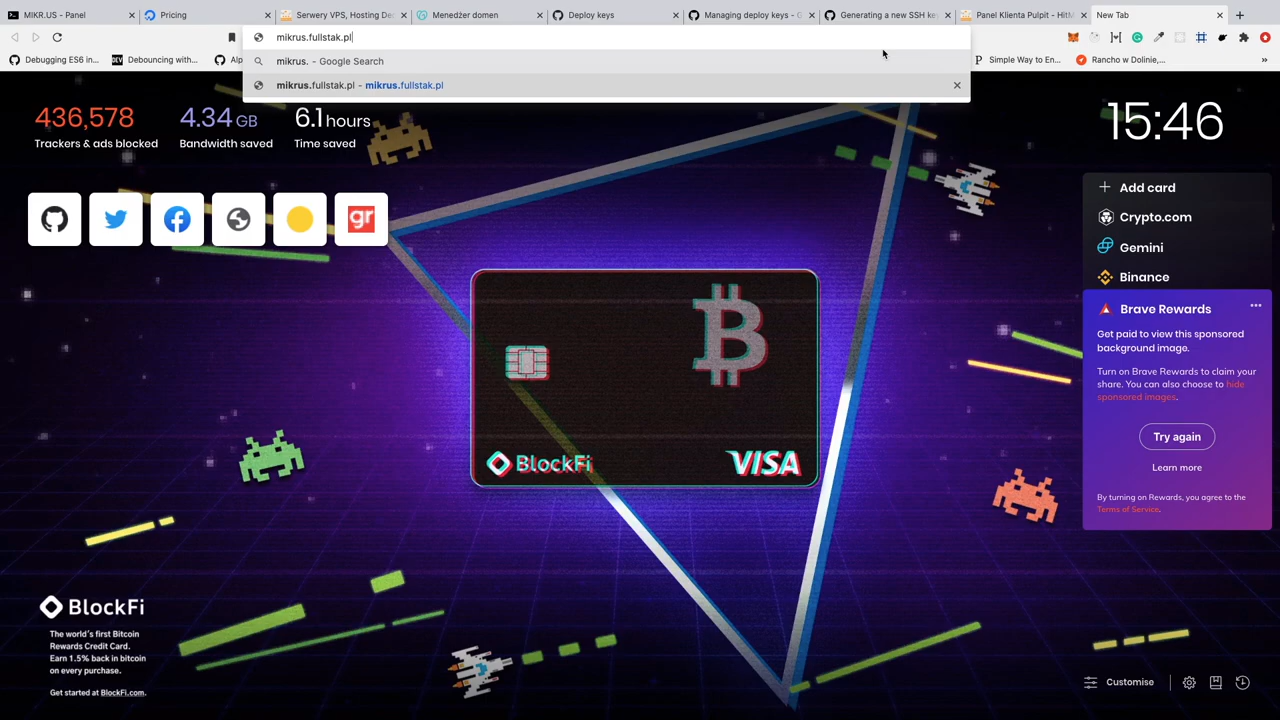 MIKR.US - Panel
Pricing
Serwery VPS, Hosting De
Menedżer domen
Deploy keys
Managing deploy keys - G
Generating a new SSH key
Panel Klienta Pulpit - HitM
New Tab
mikrus.fullstak.pl
mikrus. - Google Search
mikrus.fullstak.pl - mikrus.fullstak.pl
Debugging ES6 in...
DEV
Debouncing with...
Alp
P Simple Way to En...
Rancho w Dolinie,...
436,578
Trackers & ads blocked
4.34 GB
Bandwidth saved
6.1 hours
Time saved
15:46
gr
Add card
Crypto.com
Gemini
Binance
Brave Rewards
Get paid to view this sponsored
background image.
Turn on Brave Rewards to claim your
share. You can also choose to hide
sponsored images.
Try again
Learn more
By turning on Rewards, you agree to the
Terms of Service.
BlockFi
VISA
BlockFi
The world's first Bitcoin
Rewards Credit Card.
Earn 1.5% back in bitcoin
on every purchase.
Get started at BlockFi.com.
Customise